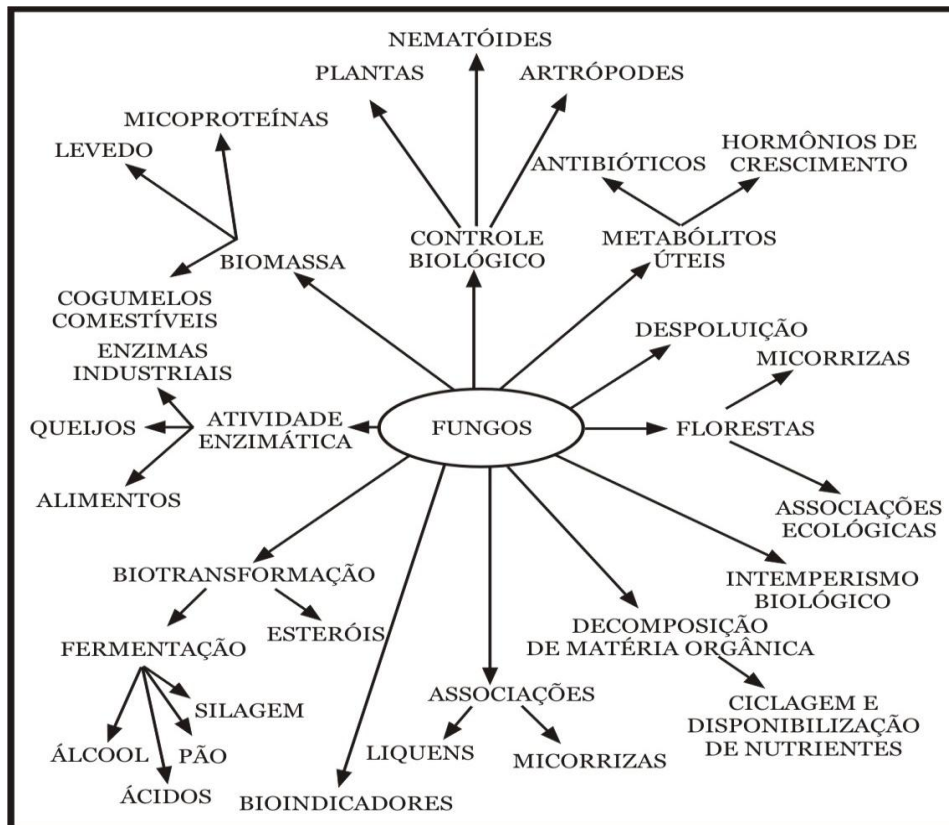 NEMATÓIDES
PLANTAS
ARTRÓPODES
MICOPROTEÍNAS
LEVEDO
HORMÔNIOS DE
CRESCIMENTO
ANTIBIÓTICOS
CONTROLE
BIOLÓGICO
METABÓLITOS
ÚTEIS
BIOMASSA
COGUMELOS
COMESTÍVEIS
DESPOLUIÇÃO
MICORRIZAS
ENZIMAS
INDUSTRIAIS
QUEIJOS
ATIVIDADE
ENZIMÁTICA
FUNGOS
FLORESTAS
ALIMENTOS
ASSOCIAÇÕES
ECOLÓGICAS
BIOTRANSFORMAÇÃO
INTEMPERISMO
BIOLÓGICO
ESTERÓIS
FERMENTAÇÃO
DECOMPOSIÇÃO
DE MATÉRIA ORGÂNICA
ASSOCIAÇÕES
SILAGEM
CICLAGEM E
DISPONIBILIZAÇÃO
DE NUTRIENTES
ÁLCOOL
PÃO
LIQUENS
MICORRIZAS
ÁCIDOS
BIOINDICADORES